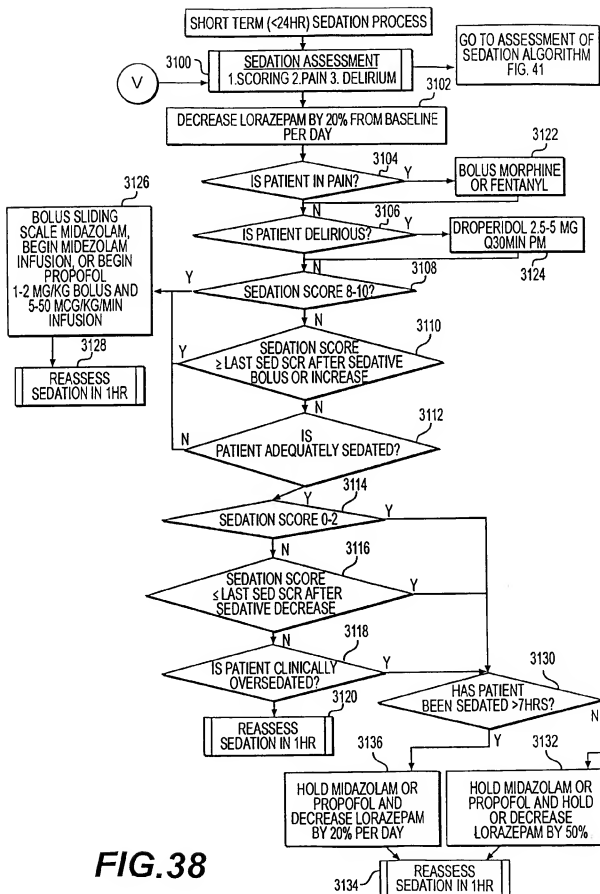 SHORT TERM (<24HR) SEDATION PROCESS
3100
SEDATION ASSESSMENT
1.SCORING 2.PAIN 3. DELIRIUM
GO TO ASSESSMENT OF
SEDATION ALGORITHM
FIG. 41
V
3102
DECREASE LORAZEPAM BY 20% FROM BASELINE
PER DAY
3104
IS PATIENT IN PAIN?
Y
3122
BOLUS MORPHINE
OR FENTANYL
N
3106
IS PATIENT DELIRIOUS?
Y
DROPERIDOL 2.5-5 MG
Q30MIN PM
3124
N
3108
SEDATION SCORE 8-10?
Y
3126
BOLUS SLIDING
SCALE MIDAZOLAM,
BEGIN MIDEZOLAM
INFUSION, OR BEGIN
PROPOFOL
1-2 MG/KG BOLUS AND
5-50 MCG/KG/MIN
INFUSION
3128
REASSESS
SEDATION IN 1HR
N
3110
SEDATION SCORE
≥ LAST SED SCR AFTER SEDATIVE
BOLUS OR INCREASE
Y
N
3112
IS
PATIENT ADEQUATELY SEDATED?
N
Y
3114
SEDATION SCORE 0-2
Y
N
3116
SEDATION SCORE
≤ LAST SED SCR AFTER
SEDATIVE DECREASE
Y
N
3118
IS PATIENT CLINICALLY
OVERSEDATED?
Y
3120
REASSESS
SEDATION IN 1HR
3130
HAS PATIENT
BEEN SEDATED >7HRS?
N
Y
3136
HOLD MIDAZOLAM OR
PROPOFOL AND
DECREASE LORAZEPAM
BY 20% PER DAY
3132
HOLD MIDAZOLAM OR
PROPOFOL AND HOLD
OR DECREASE
LORAZEPAM BY 50%
3134
REASSESS
SEDATION IN 1HR
FIG.38